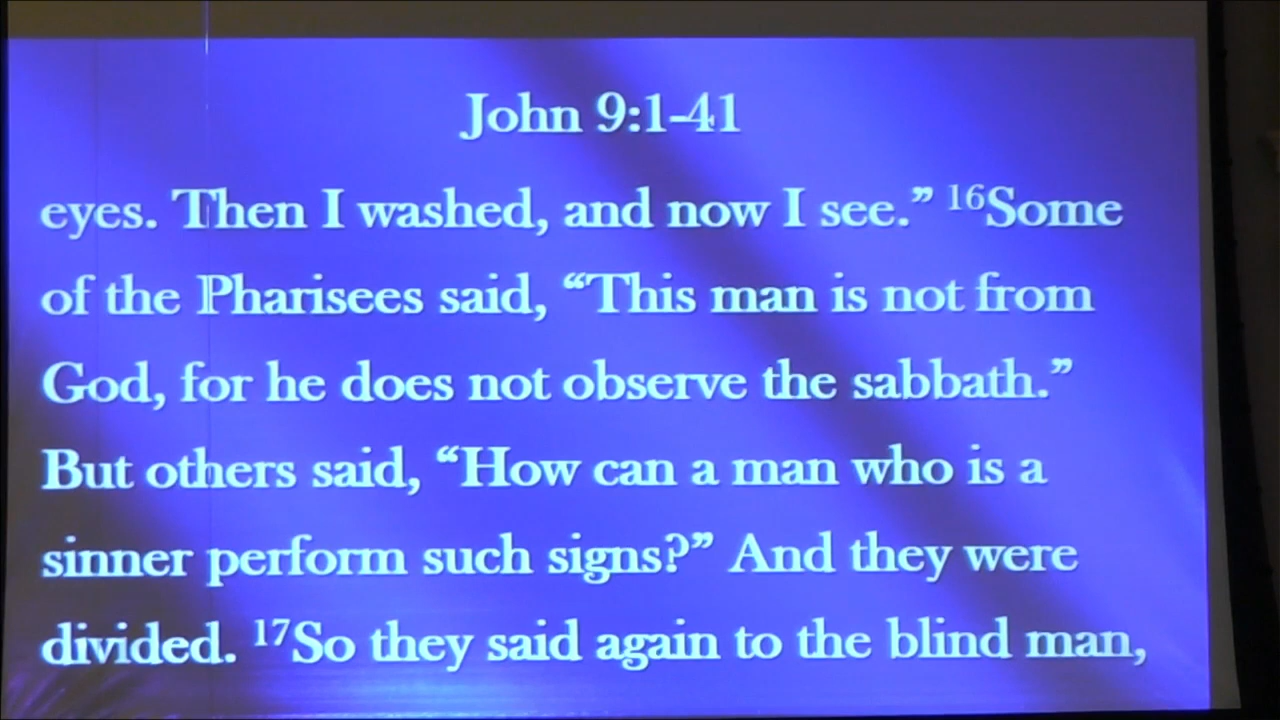 John 9:1-41
eyes. Then I washed, and now I see.” ¹⁶Some
of the Pharisees said, “This man is not from
God, for he does not observe the sabbath.”
But others said, “How can a man who is a
sinner perform such signs?” And they were
divided. ¹⁷So they said again to the blind man,